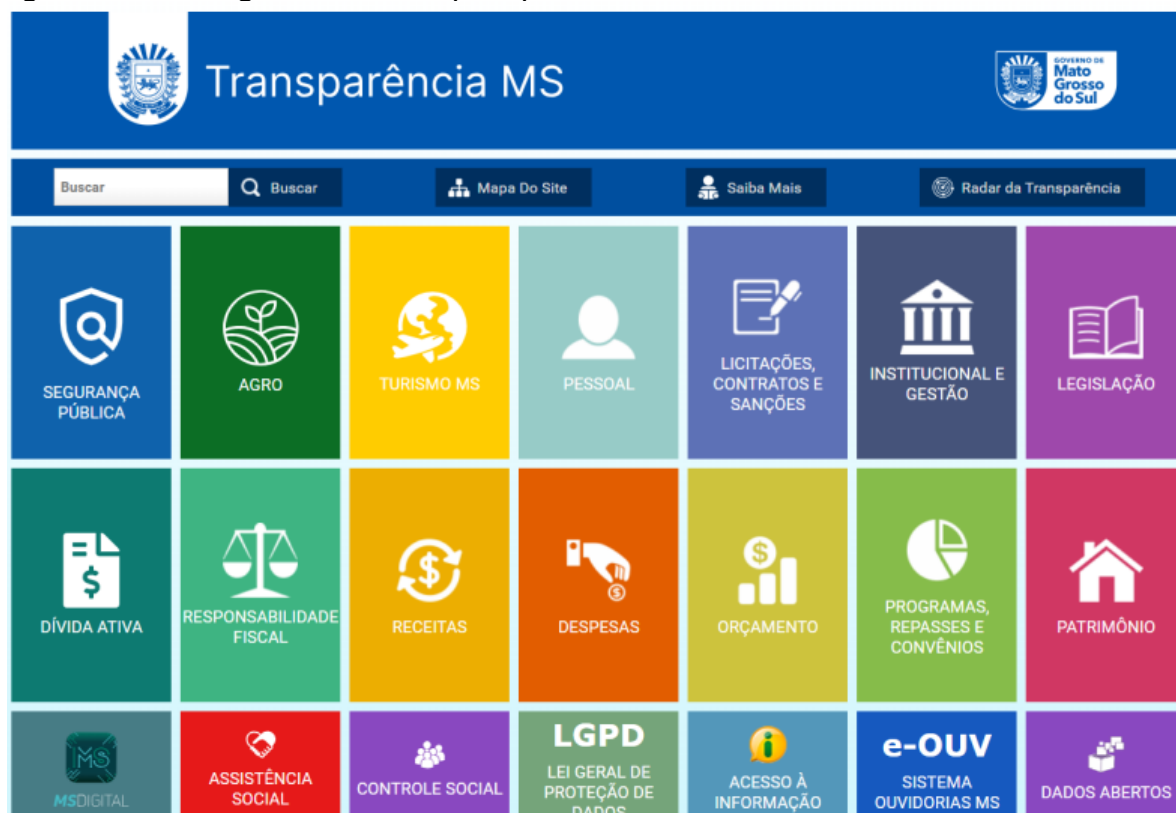 Transparência MS
GOVERNO DE
Mato
Grosso
do Sul
Buscar
Buscar
Mapa Do Site
Saiba Mais
Radar da Transparência
SEGURANÇA
PÚBLICA
AGRO
TURISMO MS
PESSOAL
LICITAÇÕES,
CONTRATOS E
SANÇÕES
INSTITUCIONAL E
GESTÃO
LEGISLAÇÃO
DÍVIDA ATIVA
RESPONSABILIDADE
FISCAL
RECEITAS
DESPESAS
ORÇAMENTO
PROGRAMAS,
REPASSES E
CONVÊNIOS
PATRIMÔNIO
MS
MSDIGITAL
ASSISTÊNCIA
SOCIAL
CONTROLE SOCIAL
LGPD
LEI GERAL DE
PROTEÇÃO DE
DADOS
ACESSO À
INFORMAÇÃO
e-OUV
SISTEMA
OUVIDORIAS MS
DADOS ABERTOS